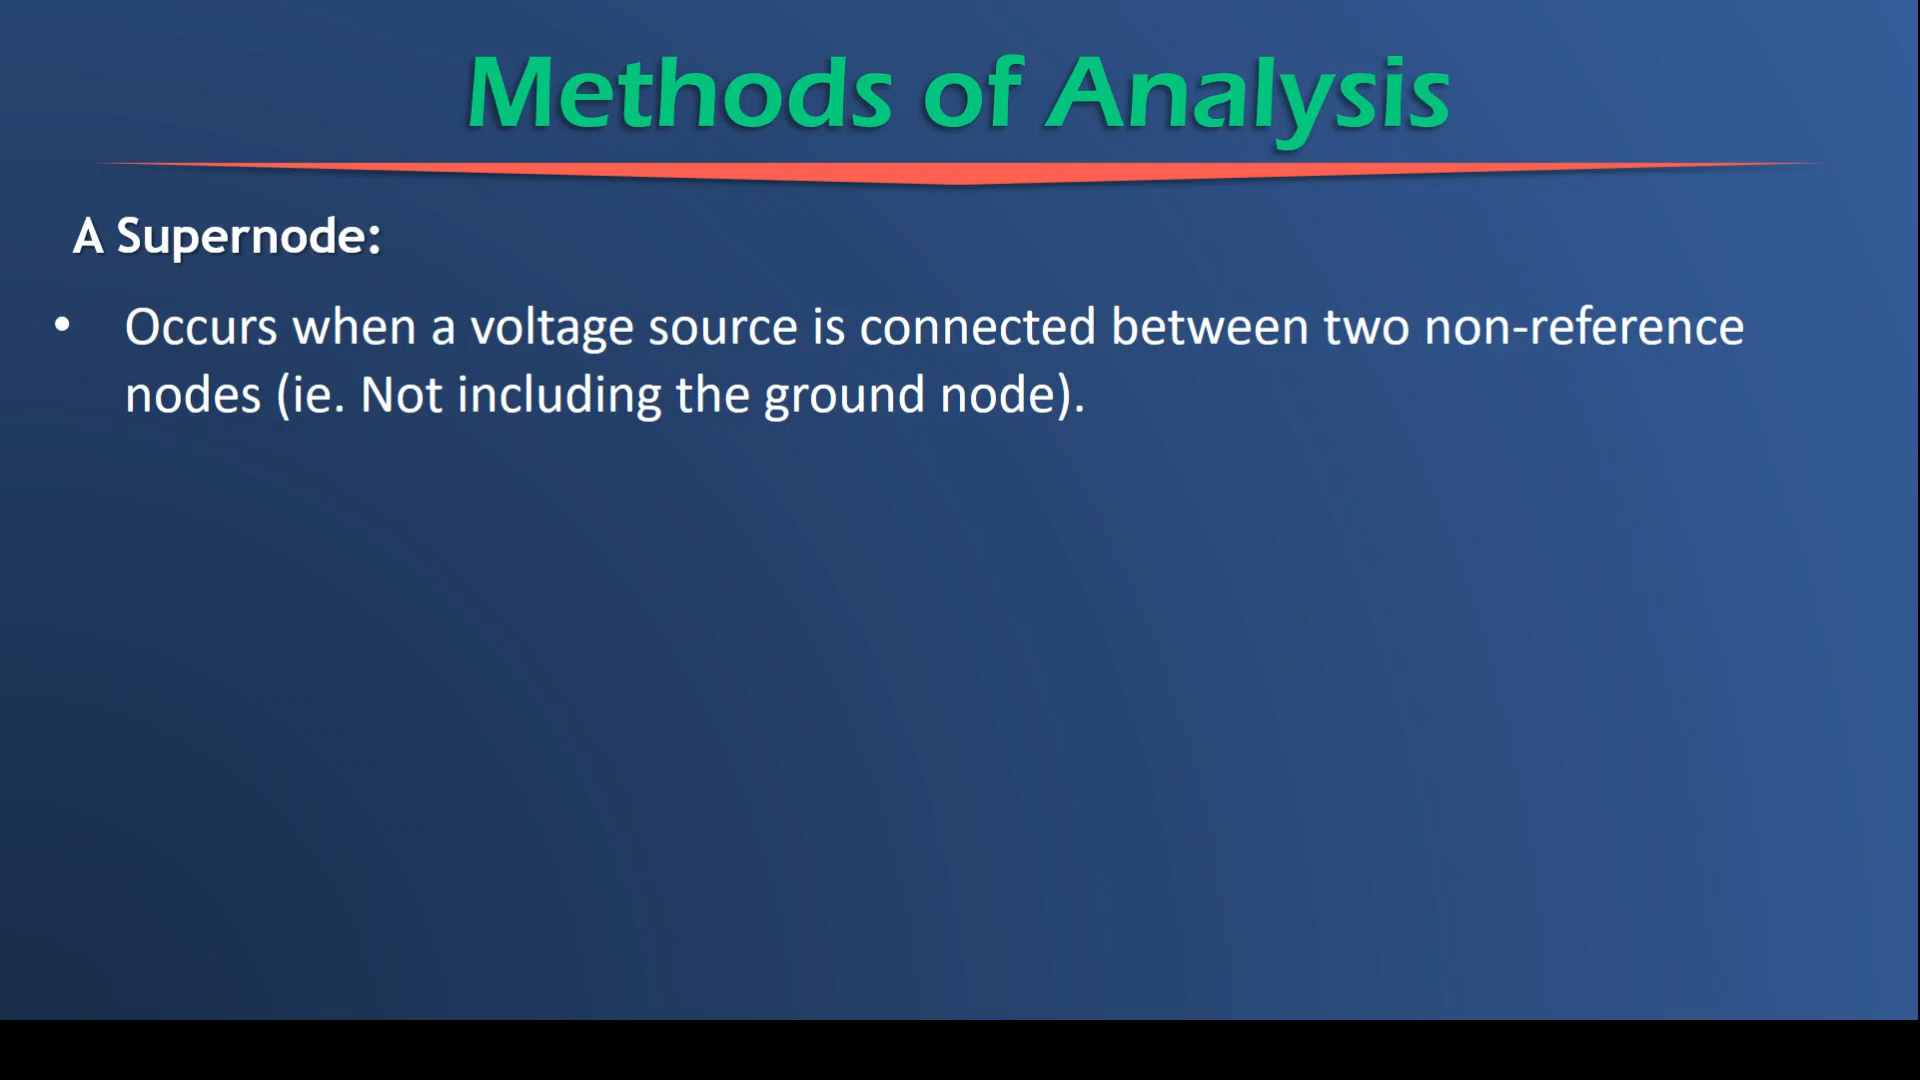 Methods of Analysis
A Supernode:
• Occurs when a voltage source is connected between two non-reference
nodes (ie. Not including the ground node).